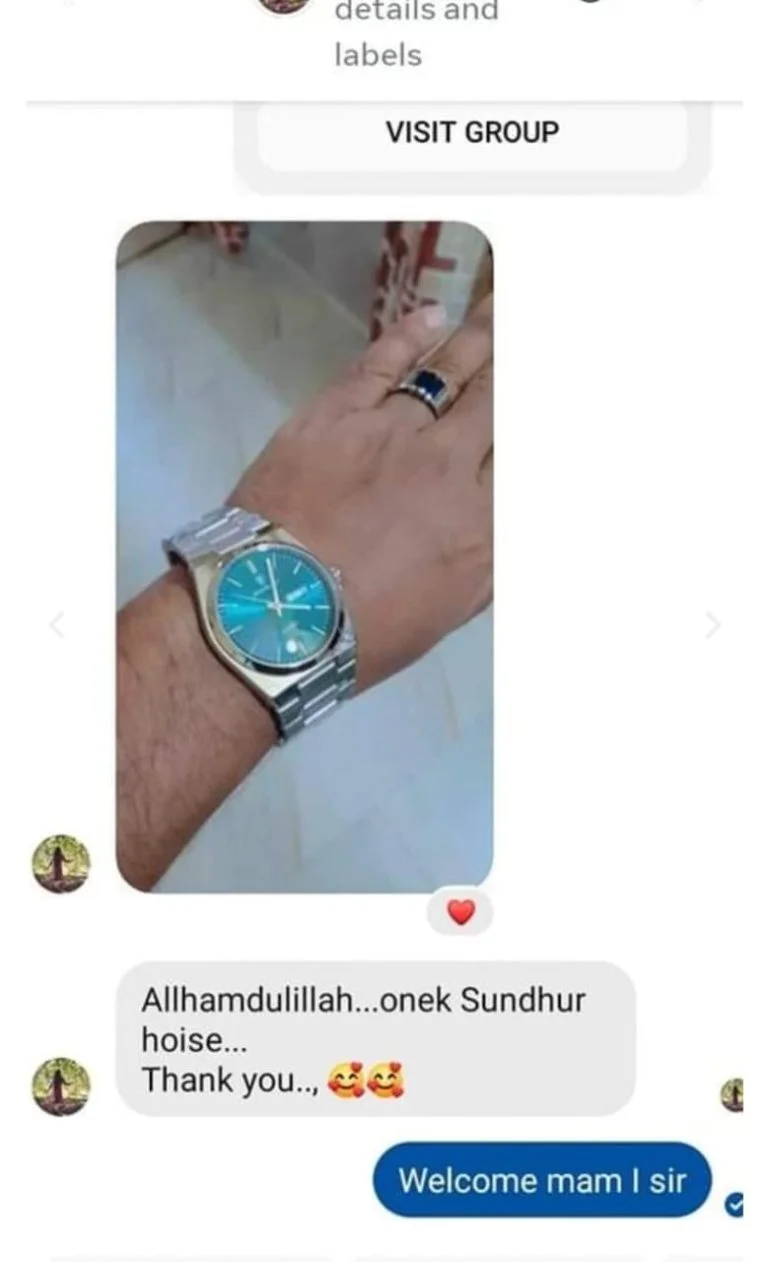 details and
labels
VISIT GROUP
Allhamdulillah...onek Sundhur
hoise...
Thank you.., 🥰🥰
Welcome mam I sir